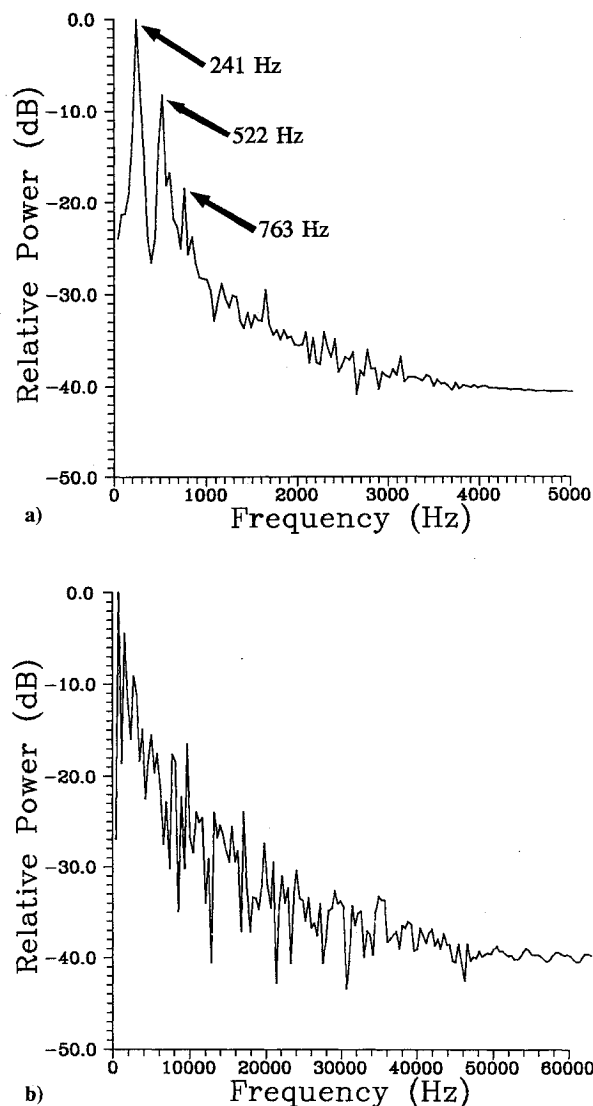 0.0
-10.0
-20.0
-30.0
-40.0
-50.0
Relative Power (dB)
241 Hz
522 Hz
763 Hz
0 1000 2000 3000 4000 5000
Frequency (Hz)
a)
0.0
-10.0
-20.0
-30.0
-40.0
-50.0
Relative Power (dB)
0 10000 20000 30000 40000 50000 60000
Frequency (Hz)
b)